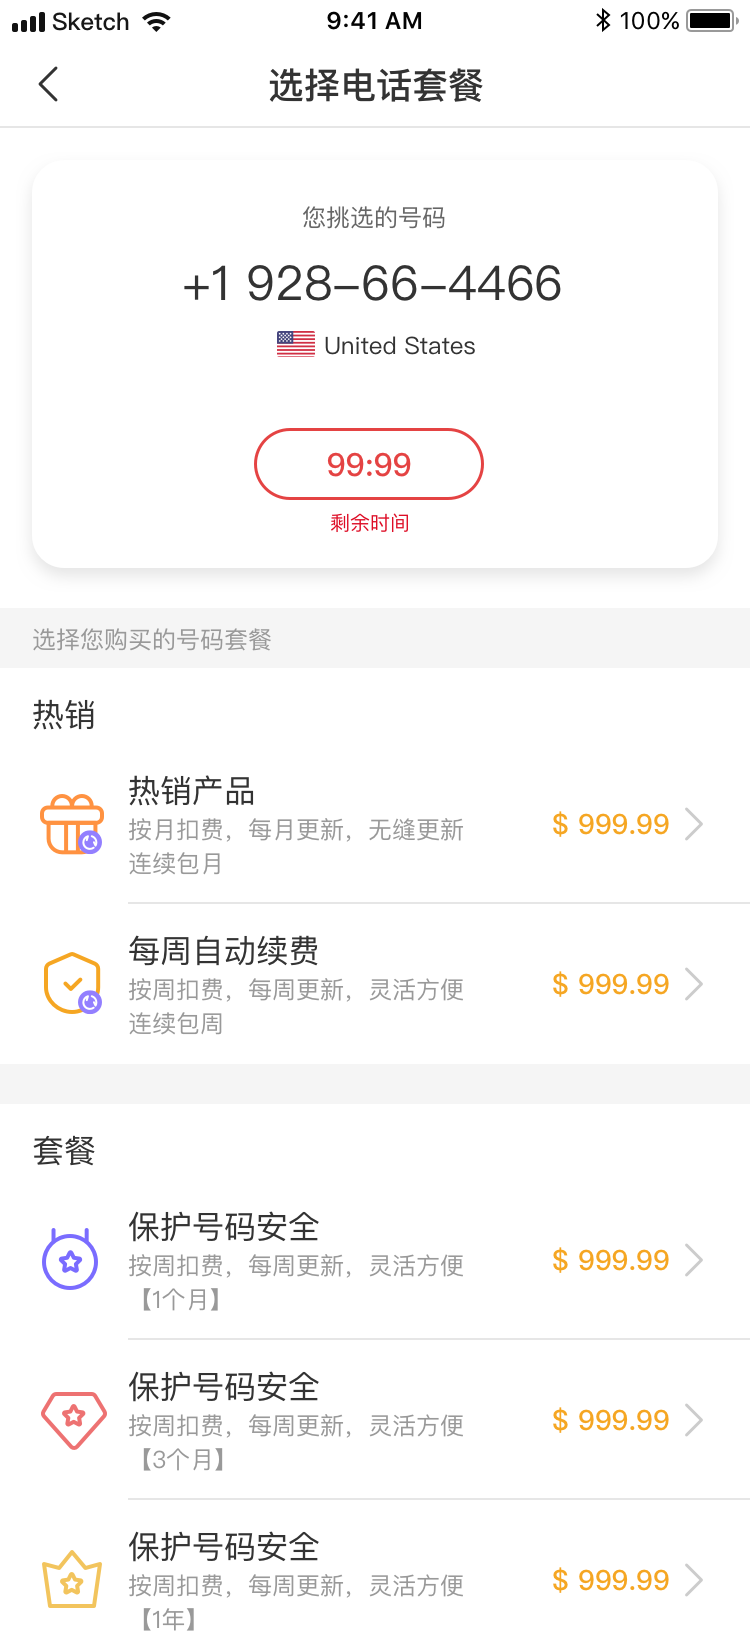 Sketch 9:41 AM 100%
选择电话套餐
您挑选的号码
+1 928-66-4466
United States
99:99
剩余时间
选择您购买的号码套餐
热销
热销产品
按月扣费，每月更新，无缝更新
连续包月
$ 999.99
每周自动续费
按周扣费，每周更新，灵活方便
连续包周
$ 999.99
套餐
保护号码安全
按周扣费，每周更新，灵活方便
【1个月】
$ 999.99
保护号码安全
按周扣费，每周更新，灵活方便
【3个月】
$ 999.99
保护号码安全
按周扣费，每周更新，灵活方便
【1年】
$ 999.99